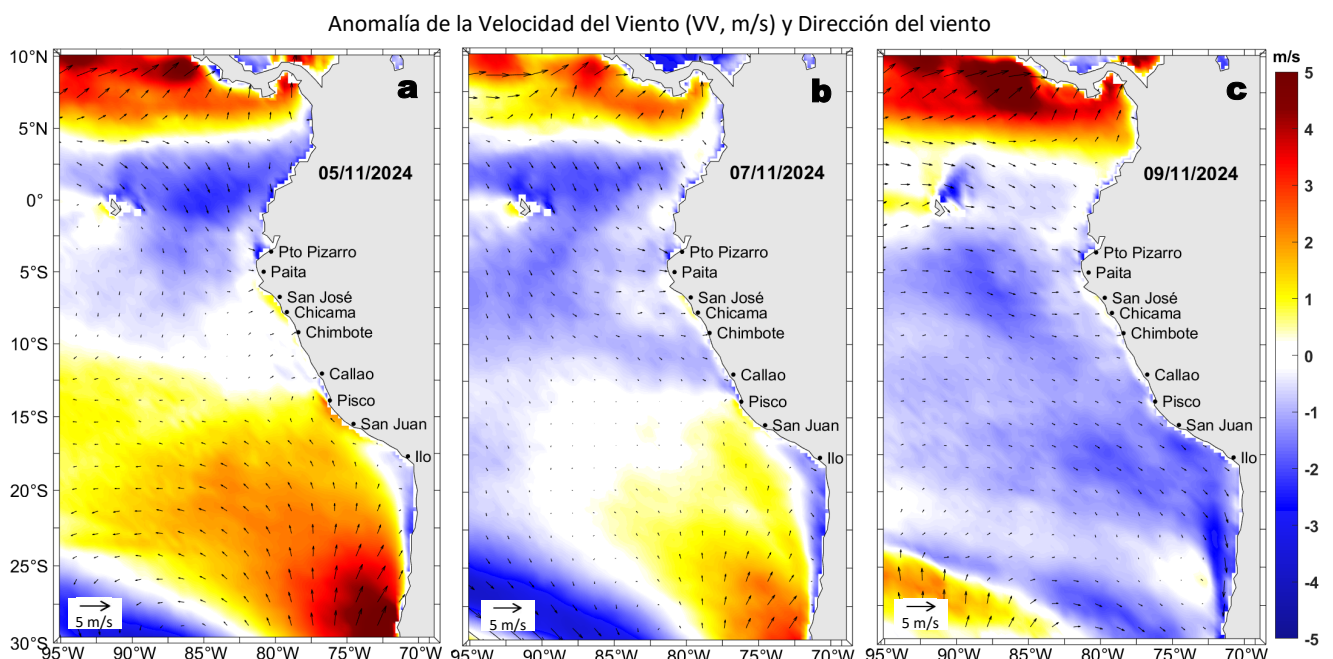 Anomalía de la Velocidad del Viento (VV, m/s) y Dirección del viento
10°N
5°N
0°
5°S
10°S
15°S
20°S
25°S
30°S
a
05/11/2024
Pto Pizarro
Paita
San José
Chicama
Chimbote
Callao
Pisco
San Juan
Ilo
5 m/s
95°W
90°W
85°W
80°W
75°W
70°W
b
07/11/2024
Pto Pizarro
Paita
San José
Chicama
Chimbote
Callao
Pisco
San Juan
Ilo
5 m/s
95°W
90°W
85°W
80°W
75°W
70°W
c
09/11/2024
Pto Pizarro
Paita
San José
Chicama
Chimbote
Callao
Pisco
San Juan
Ilo
5 m/s
95°W
90°W
85°W
80°W
75°W
70°W
m/s
5
4
3
2
1
0
-1
-2
-3
-4
-5